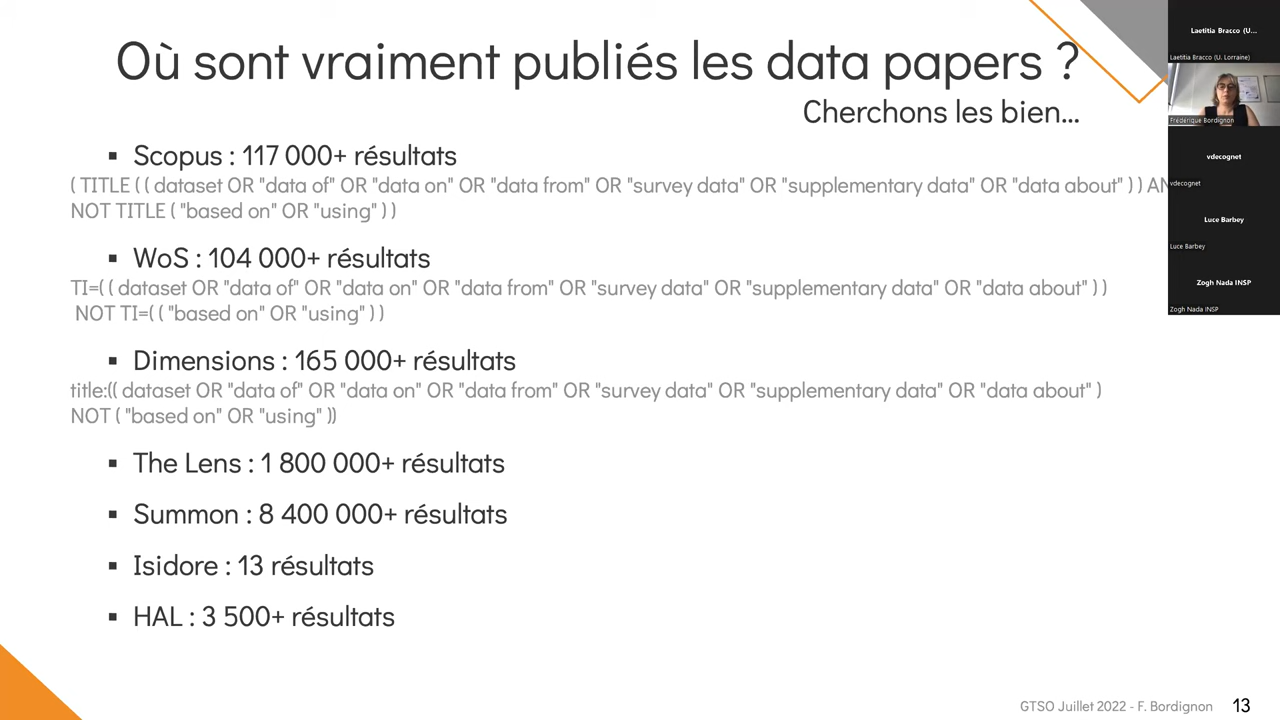 Où sont vraiment publiés les data papers ?
Cherchons les bien...
▪ Scopus : 117 000+ résultats
( TITLE ( ( dataset OR "data of" OR "data on" OR "data from" OR "survey data" OR "supplementary data" OR "data about" ) ) AN
NOT TITLE ( "based on" OR "using" ) )
▪ WoS : 104 000+ résultats
TI=( ( dataset OR "data of" OR "data on" OR "data from" OR "survey data" OR "supplementary data" OR "data about" ) )
NOT TI=( ( "based on" OR "using" ) )
▪ Dimensions : 165 000+ résultats
title:(( dataset OR "data of" OR "data on" OR "data from" OR "survey data" OR "supplementary data" OR "data about" )
NOT ( "based on" OR "using" ))
▪ The Lens : 1 800 000+ résultats
▪ Summon : 8 400 000+ résultats
▪ Isidore : 13 résultats
▪ HAL : 3 500+ résultats
GTSO Juillet 2022 - F. Bordignon 13
Laetitia Bracco (U...
Laetitia Bracco (U. Lorraine)
Frédérique Bordignon
vdecognet
vdecognet
Luce Barbey
Luce Barbey
Zogh Nada INSP
Zogh Nada INSP